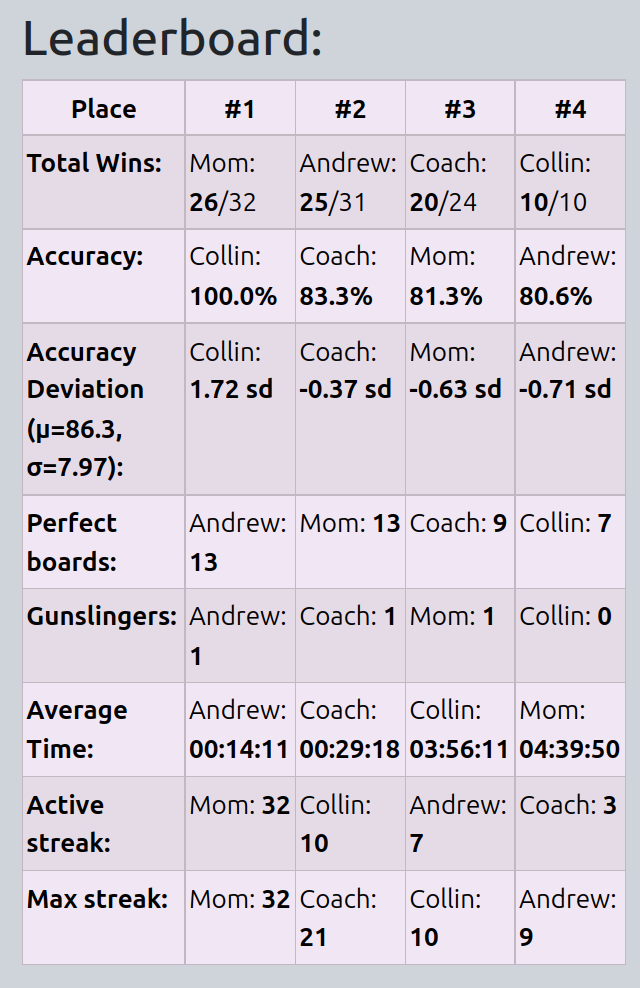 Leaderboard:
Place #1 #2 #3 #4
Total Wins: Mom: Andrew: Coach: Collin:
26/32 25/31 20/24 10/10
Accuracy: Collin: Coach: Mom: Andrew:
100.0% 83.3% 81.3% 80.6%
Accuracy Collin: Coach: Mom: Andrew:
Deviation 1.72 sd -0.37 sd -0.63 sd -0.71 sd
(μ=86.3,
σ=7.97):
Perfect Andrew: Mom: 13 Coach: 9 Collin: 7
boards: 13
Gunslingers: Andrew: Coach: 1 Mom: 1 Collin: 0
1
Average Andrew: Coach: Collin: Mom:
Time: 00:14:11 00:29:18 03:56:11 04:39:50
Active Mom: 32 Collin: Andrew: Coach: 3
streak: 10 7
Max streak: Mom: 32 Coach: Collin: Andrew:
21 10 9